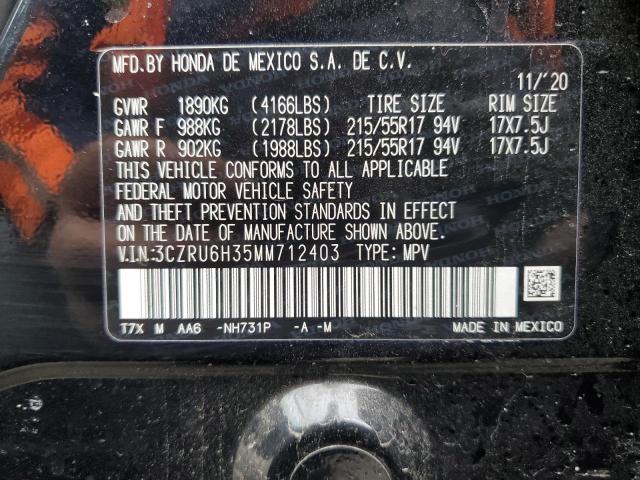 MFD.BY HONDA DE MEXICO S.A. DE C.V.
11/'20
GVWR 1890KG (4166LBS) TIRE SIZE RIM SIZE
GAWR F 988KG (2178LBS) 215/55R17 94V 17X7.5J
GAWR R 902KG (1988LBS) 215/55R17 94V 17X7.5J
THIS VEHICLE CONFORMS TO ALL APPLICABLE
FEDERAL MOTOR VEHICLE SAFETY
AND THEFT PREVENTION STANDARDS IN EFFECT
ON THE DATE OF MANUFACTURE SHOWN ABOVE.
V.I.N:3CZRU6H35MM712403 TYPE: MPV
T7X M AA6 -NH731P -A -M MADE IN MEXICO